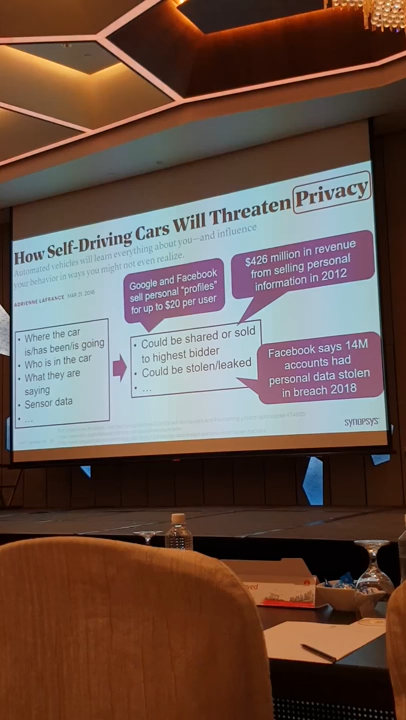 How Self-Driving Cars Will Threaten Privacy
Automated vehicles will learn everything about you—and influence
your behavior in ways you might not even realize.
ADRIENNE LAFRANCE MAR 21, 2016
Google and Facebook
sell personal "profiles"
for up to $20 per user
$426 million in revenue
from selling personal
information in 2012
• Where the car
is/has been/is going
• Who is in the car
• What they are
saying
• Sensor data
• ....
• Could be shared or sold
to highest bidder
• Could be stolen/leaked
• ....
Facebook says 14M
accounts had
personal data stolen
in breach 2018
SYNOPSYS